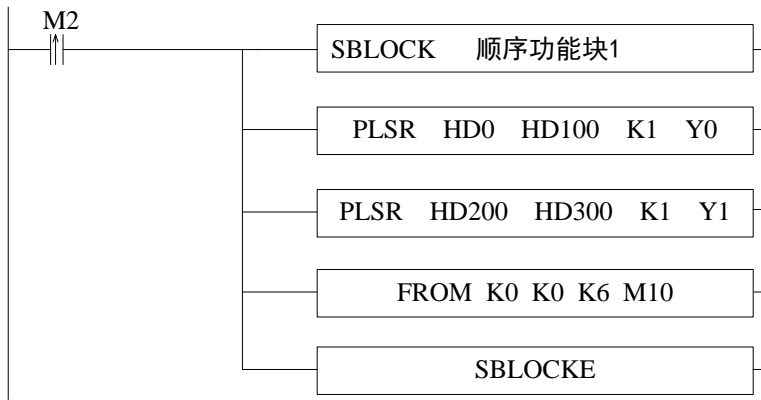 M2
SBLOCK 顺序功能块1
PLSR HD0 HD100 K1 Y0
PLSR HD200 HD300 K1 Y1
FROM K0 K0 K6 M10
SBLOCKE